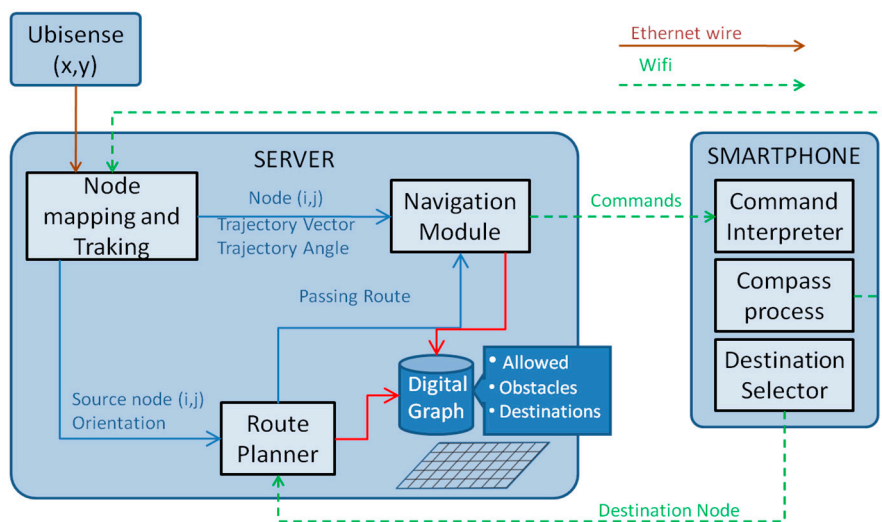 Ubisense
(x,y)
Ethernet wire
Wifi
SERVER
SMARTPHONE
Node
mapping and
Traking
Node (i,j)
Trajectory Vector
Trajectory Angle
Navigation
Module
Commands
Command
Interpreter
Compass
process
Passing Route
Destination
Selector
Digital
Graph
• Allowed
• Obstacles
• Destinations
Source node (i,j)
Orientation
Route
Planner
Destination Node